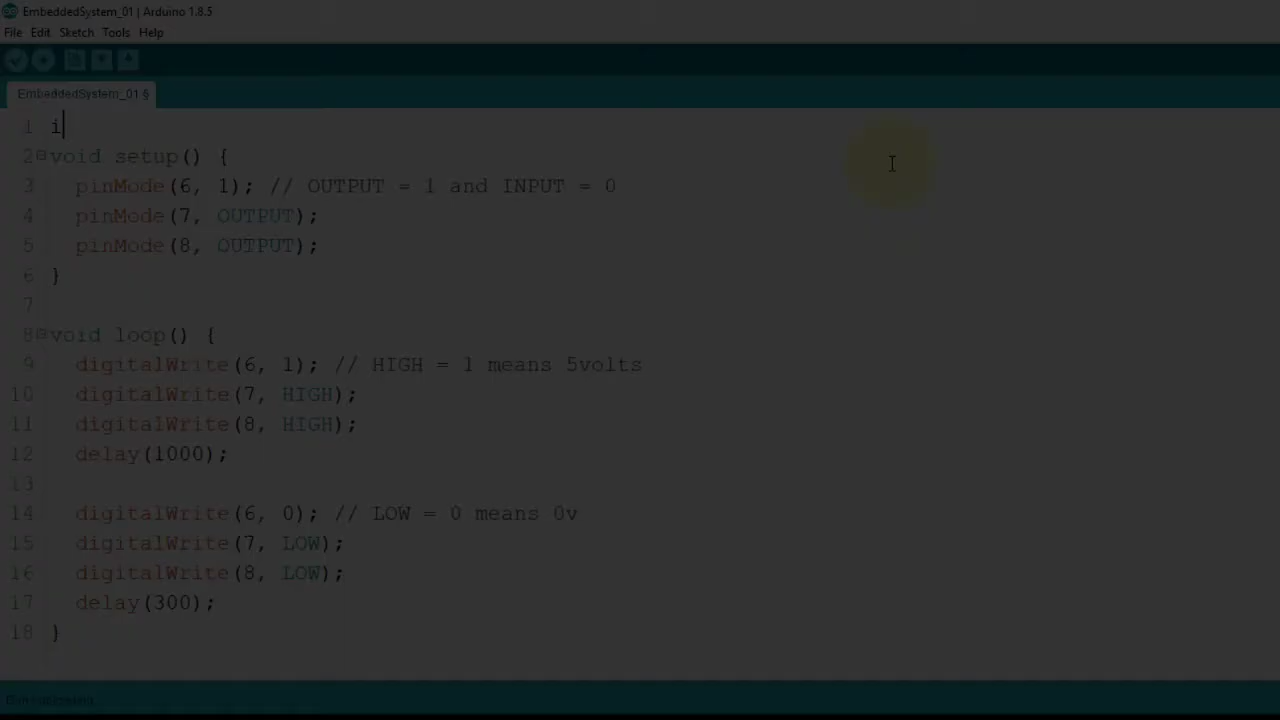 EmbeddedSystem_01 | Arduino 1.8.5
File Edit Sketch Tools Help
EmbeddedSystem_01 §
1 i
2 void setup() {
3 pinMode(6, 1); // OUTPUT = 1 and INPUT = 0
4 pinMode(7, OUTPUT);
5 pinMode(8, OUTPUT);
6 }
7
8 void loop() {
9 digitalWrite(6, 1); // HIGH = 1 means 5volts
10 digitalWrite(7, HIGH);
11 digitalWrite(8, HIGH);
12 delay(1000);
13
14 digitalWrite(6, 0); // LOW = 0 means 0v
15 digitalWrite(7, LOW);
16 digitalWrite(8, LOW);
17 delay(300);
18 }